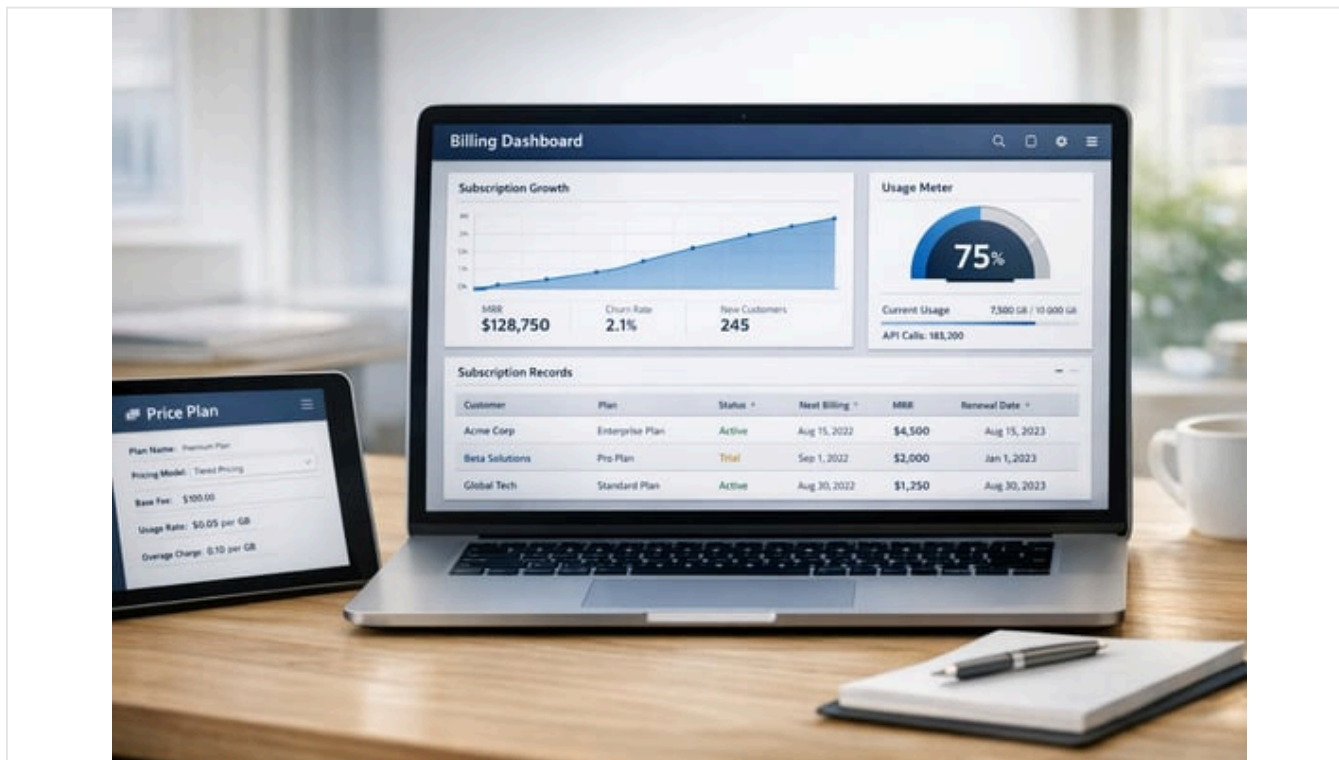 Billing Dashboard
Subscription Growth
MRR
$128,750
Churn Rate
2.1%
New Customers
245
Usage Meter
75%
Current Usage 7,500 GB / 10 000 GB
API Calls: 183,200
Subscription Records
Customer Plan Status Next Billing MRR Renewal Date
Acme Corp Enterprise Plan Active Aug 15, 2022 $4,500 Aug 15, 2023
Beta Solutions Pro Plan Trial Sep 1, 2022 $2,000 Jan 1, 2023
Global Tech Standard Plan Active Aug 30, 2022 $1,250 Aug 30, 2023
Price Plan
Plan Name: Premium Plan
Pricing Model: Tiered Pricing
Base Fee: $100.00
Usage Rate: $0.05 per GB
Overage Charge 0.10 per GB